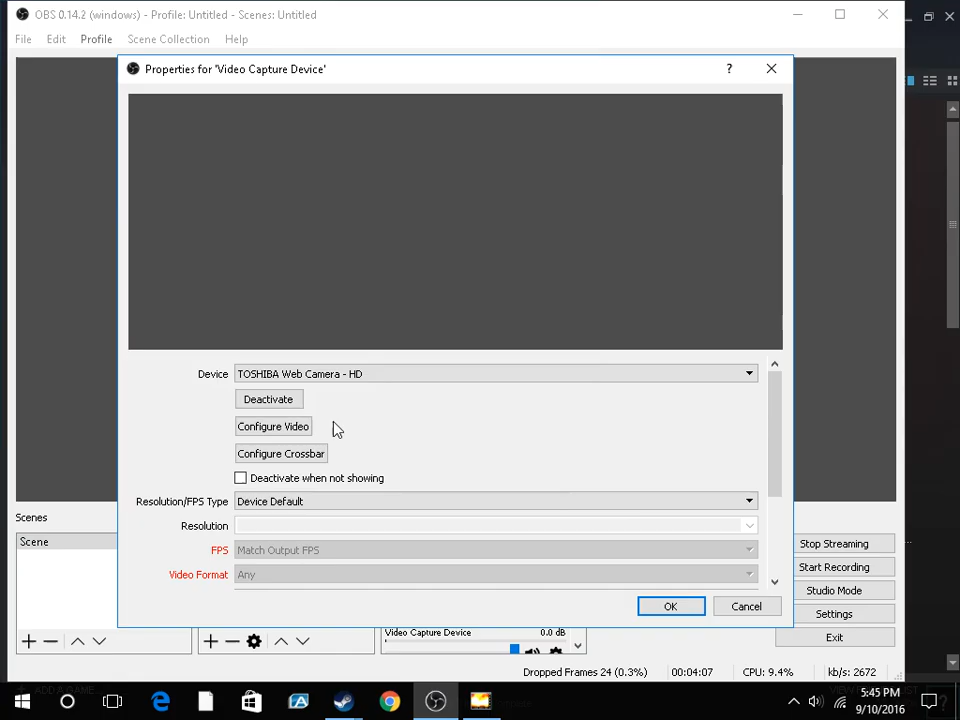 OBS 0.14.2 (windows) - Profile: Untitled - Scenes: Untitled
File Edit Profile Scene Collection Help
Properties for 'Video Capture Device'
?
Device TOSHIBA Web Camera - HD
Deactivate
Configure Video
Configure Crossbar
Deactivate when not showing
Resolution/FPS Type Device Default
Resolution
FPS Match Output FPS
Video Format Any
OK Cancel
Scenes
Scene
Stop Streaming
Start Recording
Studio Mode
Settings
Exit
Video Capture Device 0.0 dB
Dropped Frames 24 (0.3%) 00:04:07 CPU: 9.4% kb/s: 2672
ADD A GAME
5:45 PM
9/10/2016